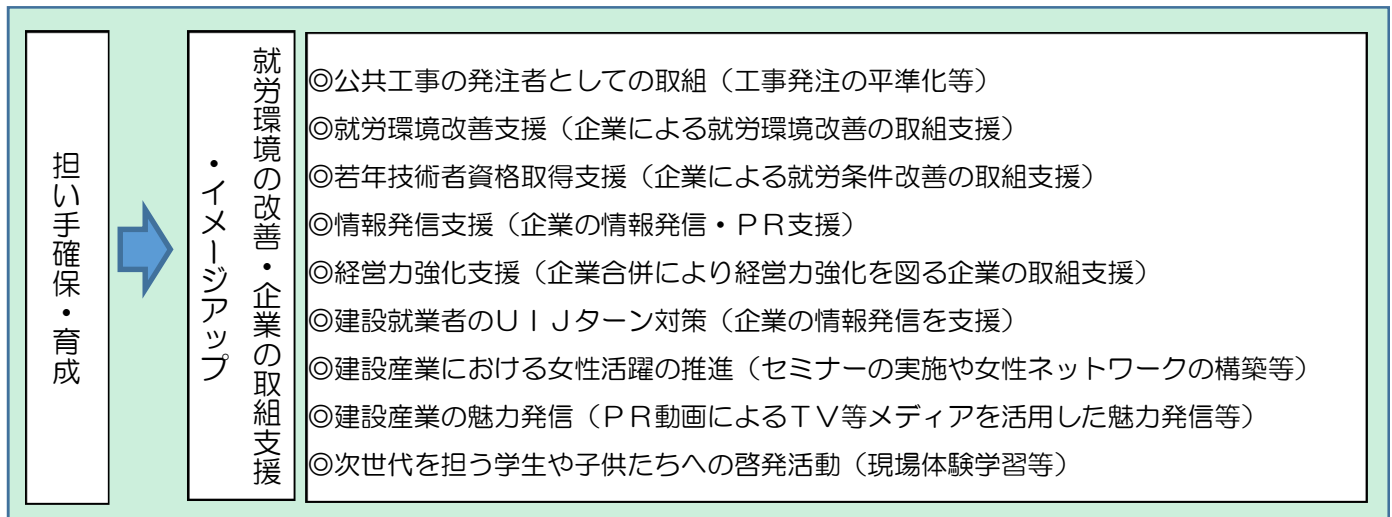 担い手確保・育成
就労環境の改善・企業の取組支援
・イメージアップ
◎公共工事の発注者としての取組（工事発注の平準化等）
◎就労環境改善支援（企業による就労環境改善の取組支援）
◎若年技術者資格取得支援（企業による就労条件改善の取組支援）
◎情報発信支援（企業の情報発信・ＰＲ支援）
◎経営力強化支援（企業合併により経営力強化を図る企業の取組支援）
◎建設就業者のＵＩＪターン対策（企業の情報発信を支援）
◎建設産業における女性活躍の推進（セミナーの実施や女性ネットワークの構築等）
◎建設産業の魅力発信（ＰＲ動画によるＴＶ等メディアを活用した魅力発信等）
◎次世代を担う学生や子供たちへの啓発活動（現場体験学習等）